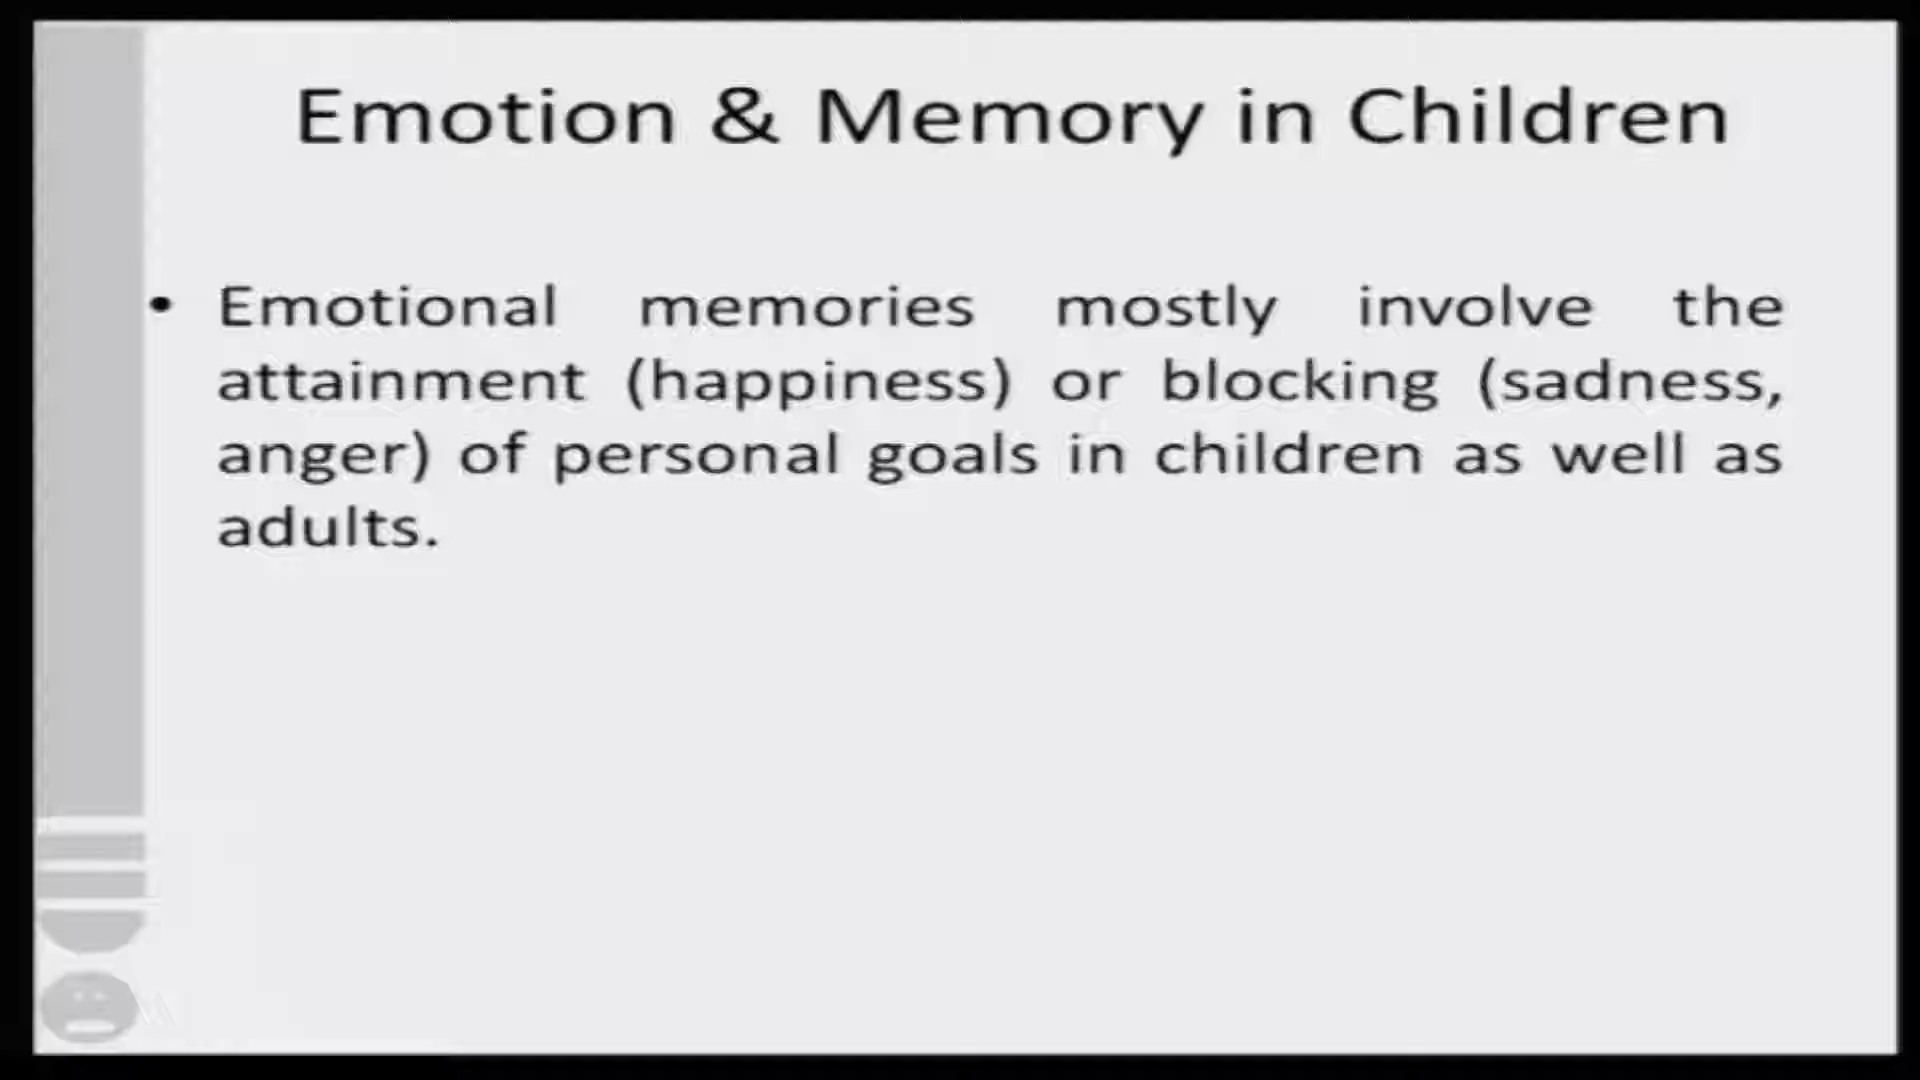 Emotion & Memory in Children
• Emotional memories mostly involve the
attainment (happiness) or blocking (sadness,
anger) of personal goals in children as well as
adults.